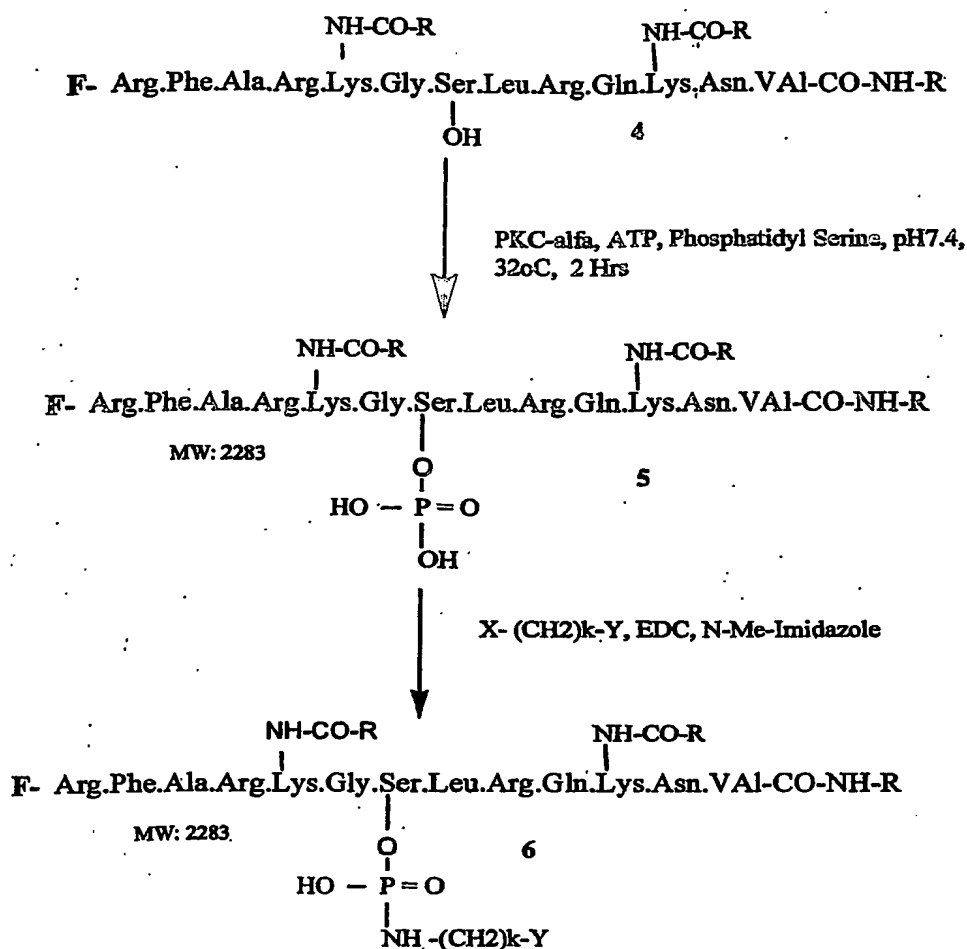 NH-CO-R NH-CO-R
F- Arg.Phe.Ala.Arg.Lys.Gly.Ser.Leu.Arg.Gln.Lys.Asn.VAl-CO-NH-R
OH
4
PKC-alfa, ATP, Phosphatidyl Serine, pH7.4,
32oC, 2 Hrs
NH-CO-R NH-CO-R
F- Arg.Phe.Ala.Arg.Lys.Gly.Ser.Leu.Arg.Gln.Lys.Asn.VAl-CO-NH-R
MW: 2283
O
5
HO - P = O
OH
X- (CH2)k-Y, EDC, N-Me-Imidazole
NH-CO-R NH-CO-R
F- Arg.Phe.Ala.Arg.Lys.Gly.Ser.Leu.Arg.Gln.Lys.Asn.VAl-CO-NH-R
MW: 2283
O
6
HO - P = O
NH -(CH2)k-Y